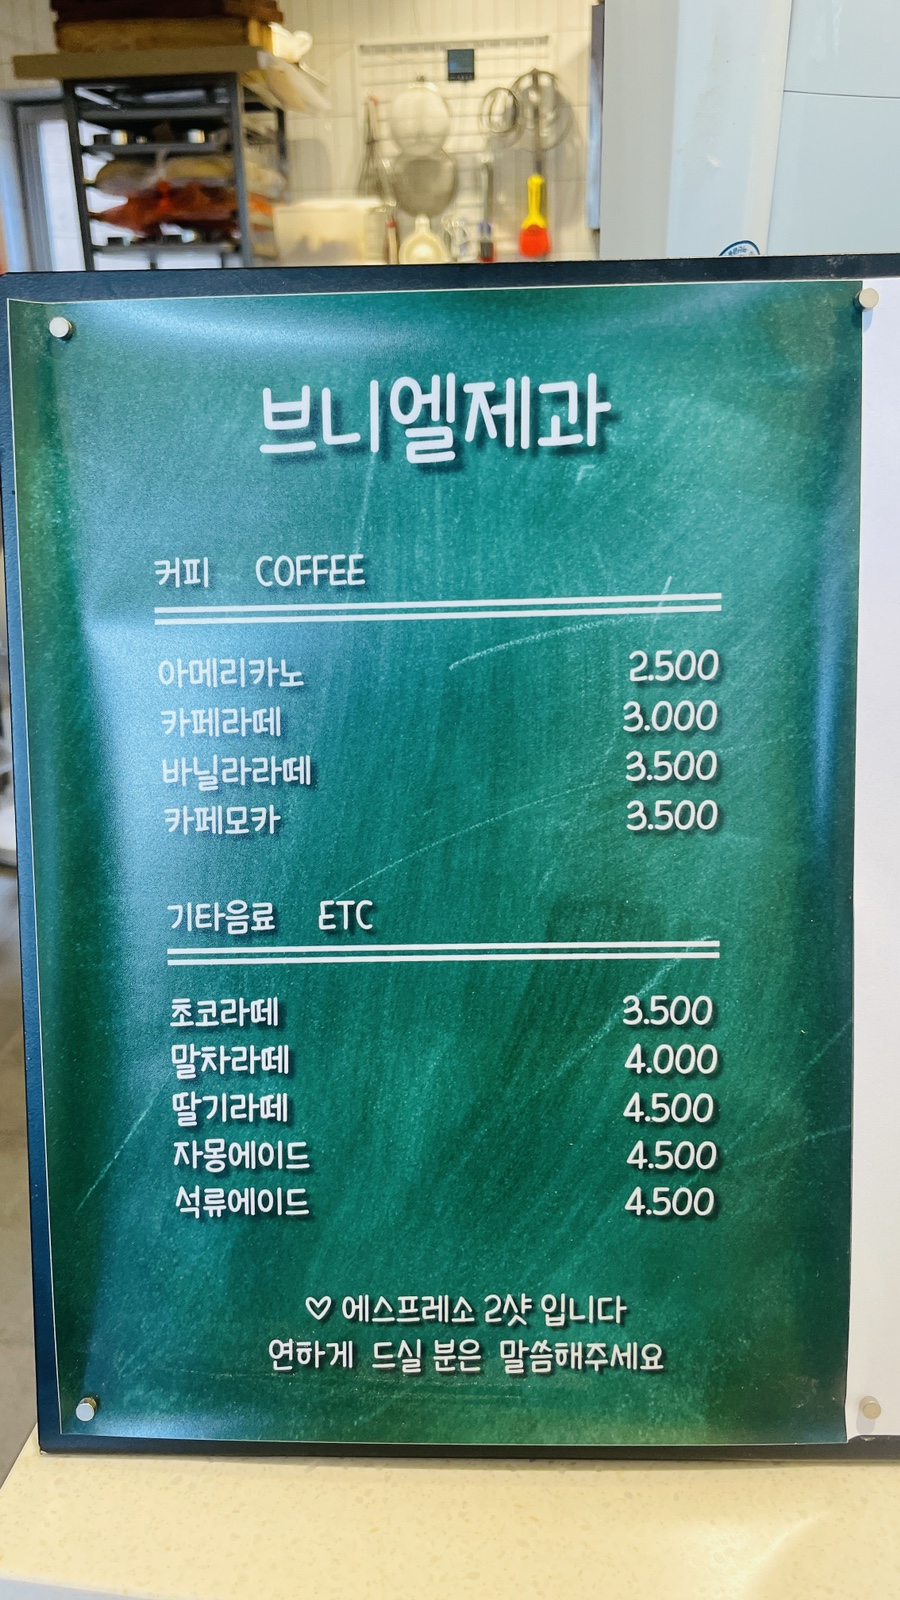 브니엘제과
커피 COFFEE
아메리카노 2.500
카페라떼 3.000
바닐라라떼 3.500
카페모카 3.500
기타음료 ETC
초코라떼 3.500
말차라떼 4.000
딸기라떼 4.500
자몽에이드 4.500
석류에이드 4.500
♡ 에스프레소 2샷 입니다
연하게 드실 분은 말씀해주세요